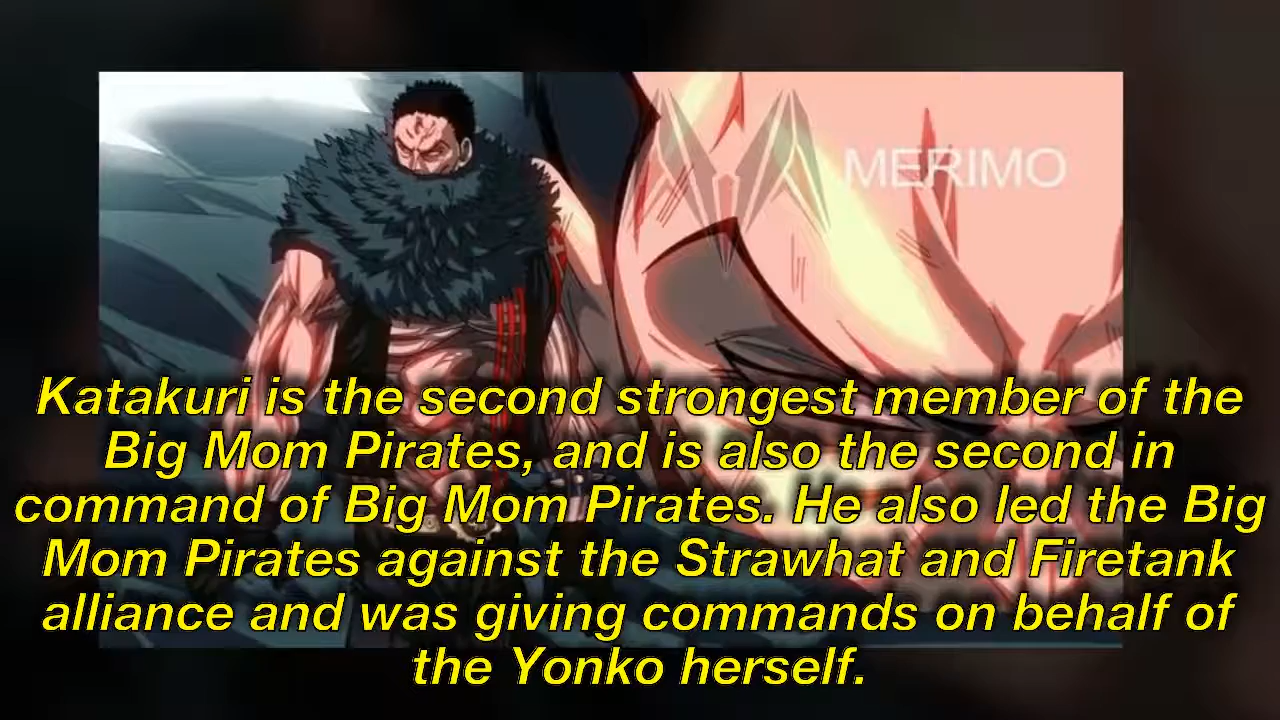 MERIMO
Katakuri is the second strongest member of the
Big Mom Pirates, and is also the second in
command of Big Mom Pirates. He also led the Big
Mom Pirates against the Strawhat and Firetank
alliance and was giving commands on behalf of
the Yonko herself.